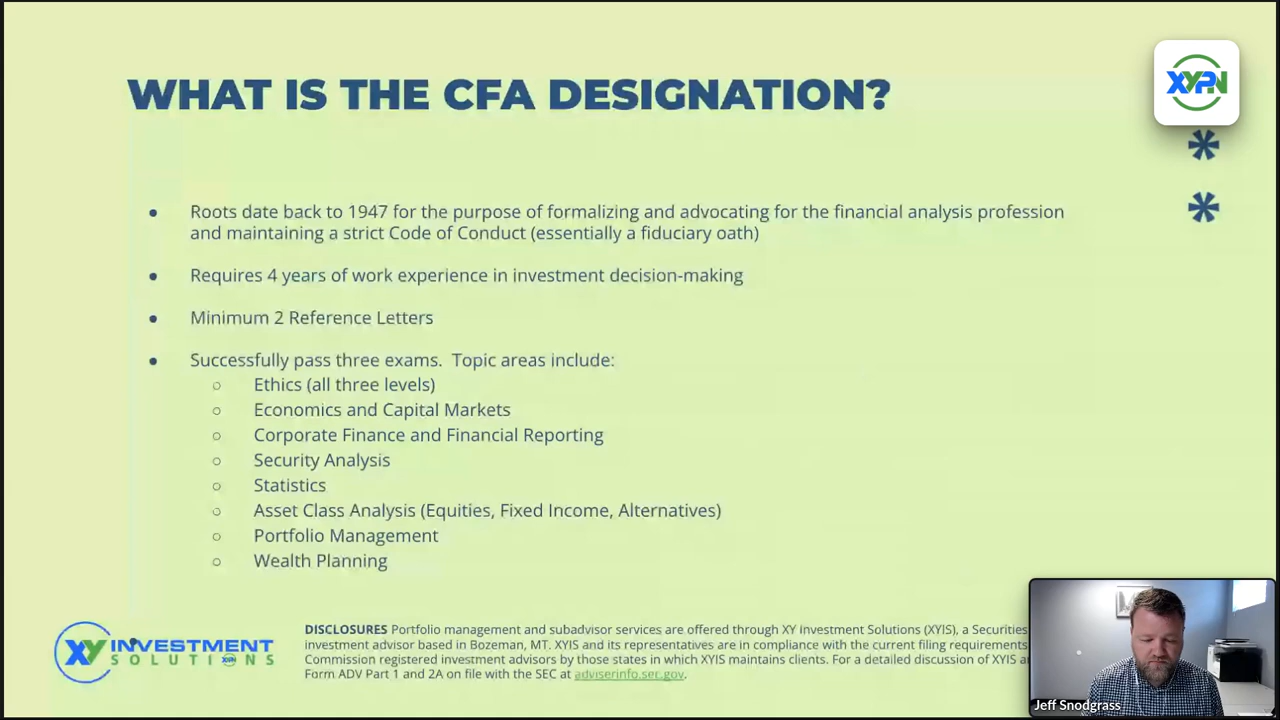 WHAT IS THE CFA DESIGNATION?
XYPN
*
*
● Roots date back to 1947 for the purpose of formalizing and advocating for the financial analysis profession
and maintaining a strict Code of Conduct (essentially a fiduciary oath)
● Requires 4 years of work experience in investment decision-making
● Minimum 2 Reference Letters
● Successfully pass three exams.  Topic areas include:
○ Ethics (all three levels)
○ Economics and Capital Markets
○ Corporate Finance and Financial Reporting
○ Security Analysis
○ Statistics
○ Asset Class Analysis (Equities, Fixed Income, Alternatives)
○ Portfolio Management
○ Wealth Planning
XY INVESTMENT
SOLUTIONS
DISCLOSURES Portfolio management and subadvisor services are offered through XY Investment Solutions (XYIS), a Securities
investment advisor based in Bozeman, MT. XYIS and its representatives are in compliance with the current filing requirements
Commission registered investment advisors by those states in which XYIS maintains clients. For a detailed discussion of XYIS
Form ADV Part 1 and 2A on file with the SEC at adviserinfo.sec.gov.
Jeff Snodgrass